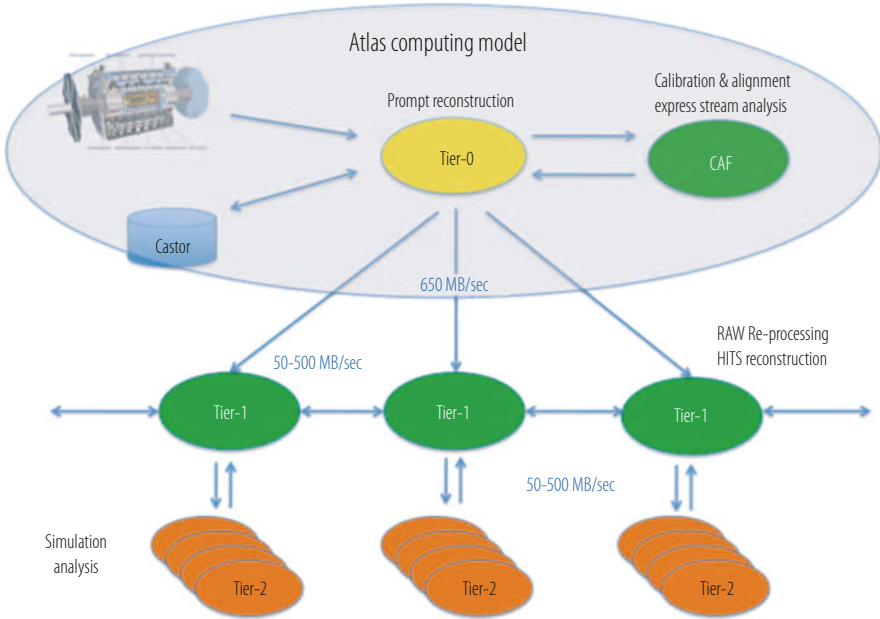 Atlas computing model
Prompt reconstruction
Calibration & alignment
express stream analysis
Tier-0
CAF
Castor
650 MB/sec
50-500 MB/sec
RAW Re-processing
HITS reconstruction
Tier-1
Tier-1
Tier-1
50-500 MB/sec
Simulation
analysis
Tier-2
Tier-2
Tier-2